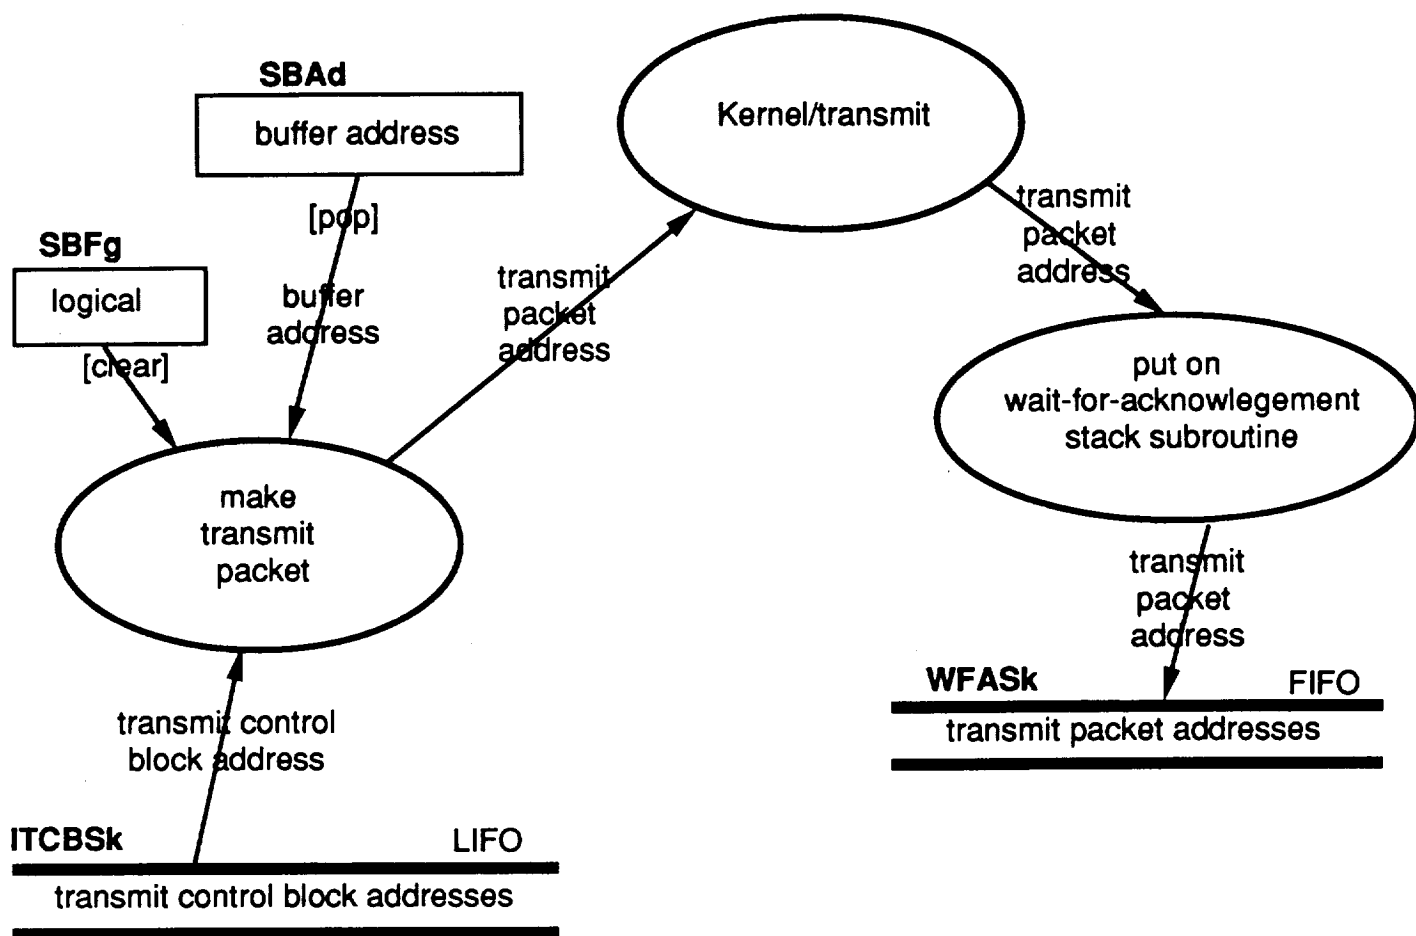 SBAd
buffer address
[pop]
buffer
address
SBFg
logical
[clear]
transmit
packet
address
Kernel/transmit
transmit
packet
address
make
transmit
packet
put on
wait-for-acknowlegement
stack subroutine
transmit
packet
address
transmit control
block address
WFASk
FIFO
transmit packet addresses
ITCBSk
LIFO
transmit control block addresses